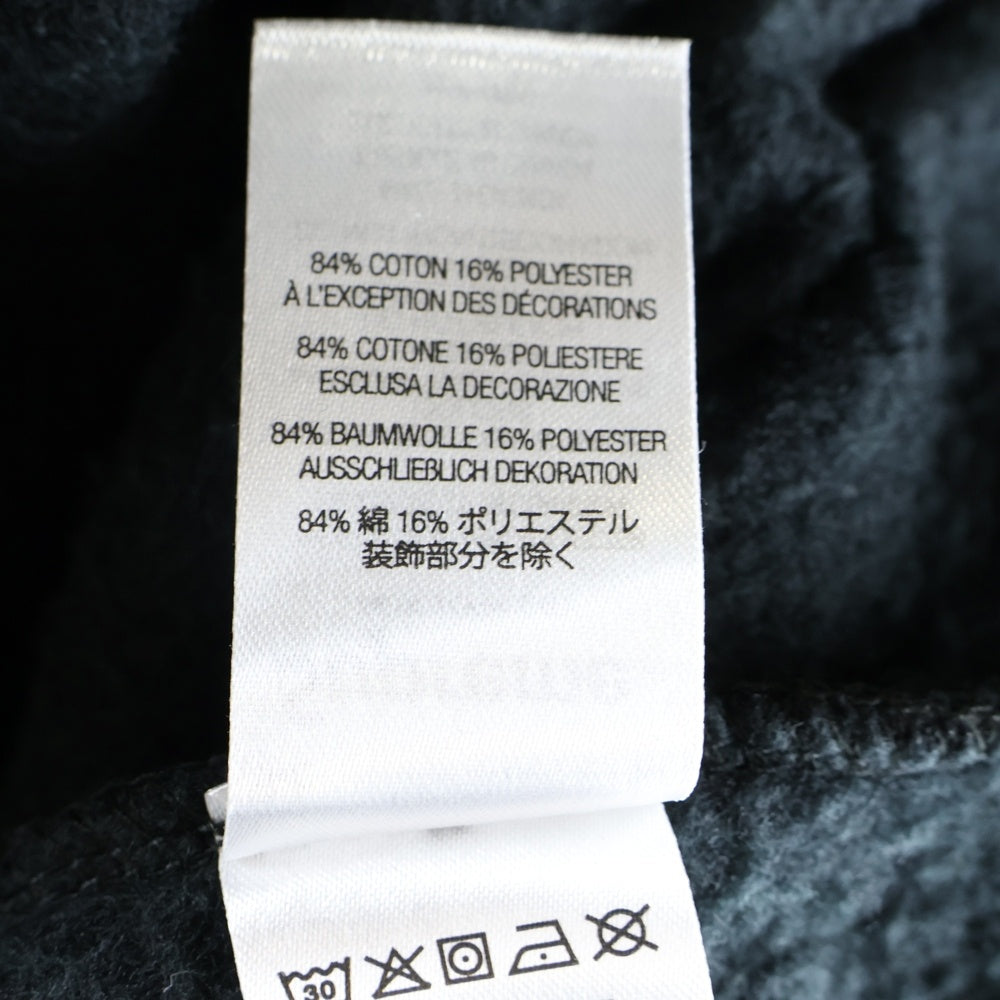 84% COTON 16% POLYESTER
À L'EXCEPTION DES DÉCORATIONS
84% COTONE 16% POLIESTERE
ESCLUSA LA DECORAZIONE
84% BAUMWOLLE 16% POLYESTER
AUSSCHLIEßLICH DEKORATION
84% 綿 16% ポリエステル
装飾部分を除く
30